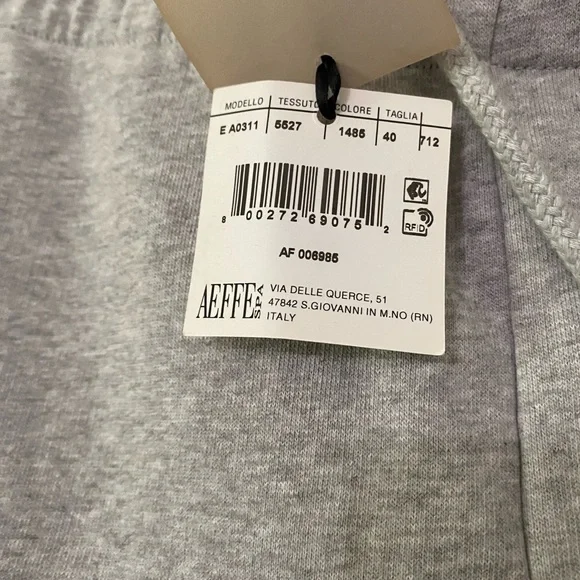 MODELLO TESSUTO COLORE TAGLIA
E A0311 5527 1485 40 712
8 00272 69075 2
RFID
AF 006985
AEFFE SPA
VIA DELLE QUERCE, 51
47842 S.GIOVANNI IN M.NO (RN)
ITALY